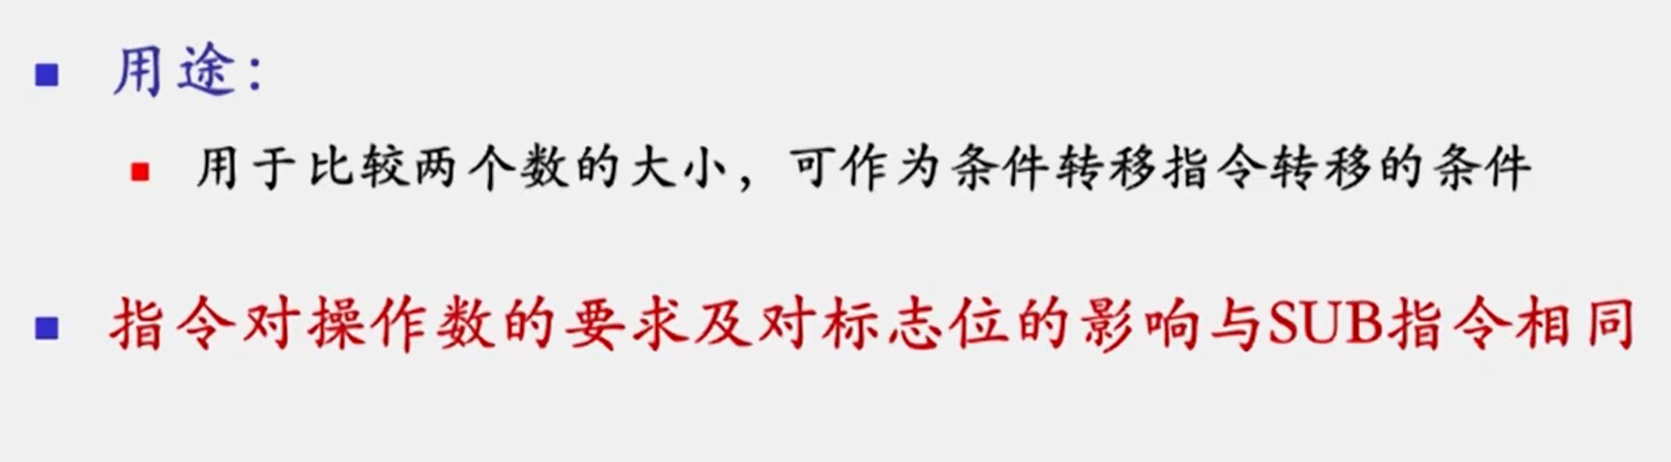 用途：
用于比较两个数的大小，可作为条件转移指令转移的条件
指令对操作数的要求及对标志位的影响与SUB指令相同